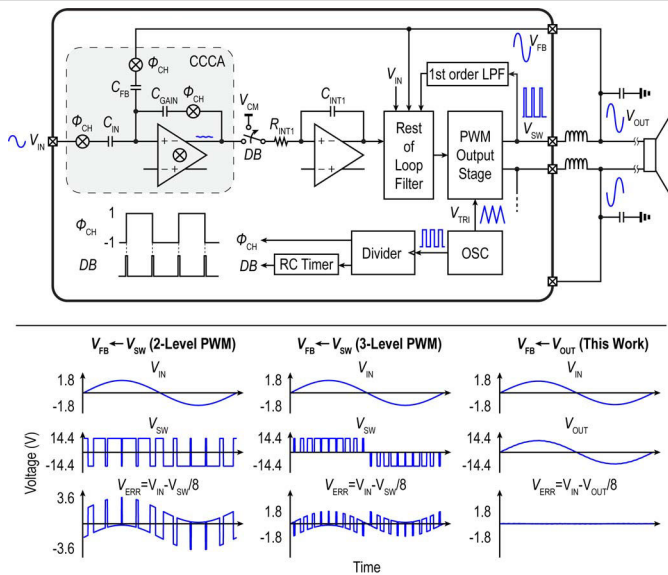 Φ_CH CCCA
C_FB
C_GAIN Φ_CH
V_CM
Φ_CH C_IN
V_IN
DB
R_INT1
C_INT1
V_IN
1st order LPF
V_FB
V_SW
V_OUT
Rest
of
Loop
Filter
PWM
Output
Stage
V_TRI
Φ_CH 1
-1
DB
Φ_CH
DB
RC Timer
Divider
OSC
V_FB ← V_SW (2-Level PWM)
V_FB ← V_SW (3-Level PWM)
V_FB ← V_OUT (This Work)
Voltage (V)
V_IN
1.8
-1.8
V_IN
1.8
-1.8
V_IN
1.8
-1.8
V_SW
14.4
-14.4
V_SW
14.4
-14.4
V_OUT
14.4
-14.4
V_ERR=V_IN-V_SW/8
3.6
-3.6
V_ERR=V_IN-V_SW/8
1.8
-1.8
V_ERR=V_IN-V_OUT/8
1.8
-1.8
Time